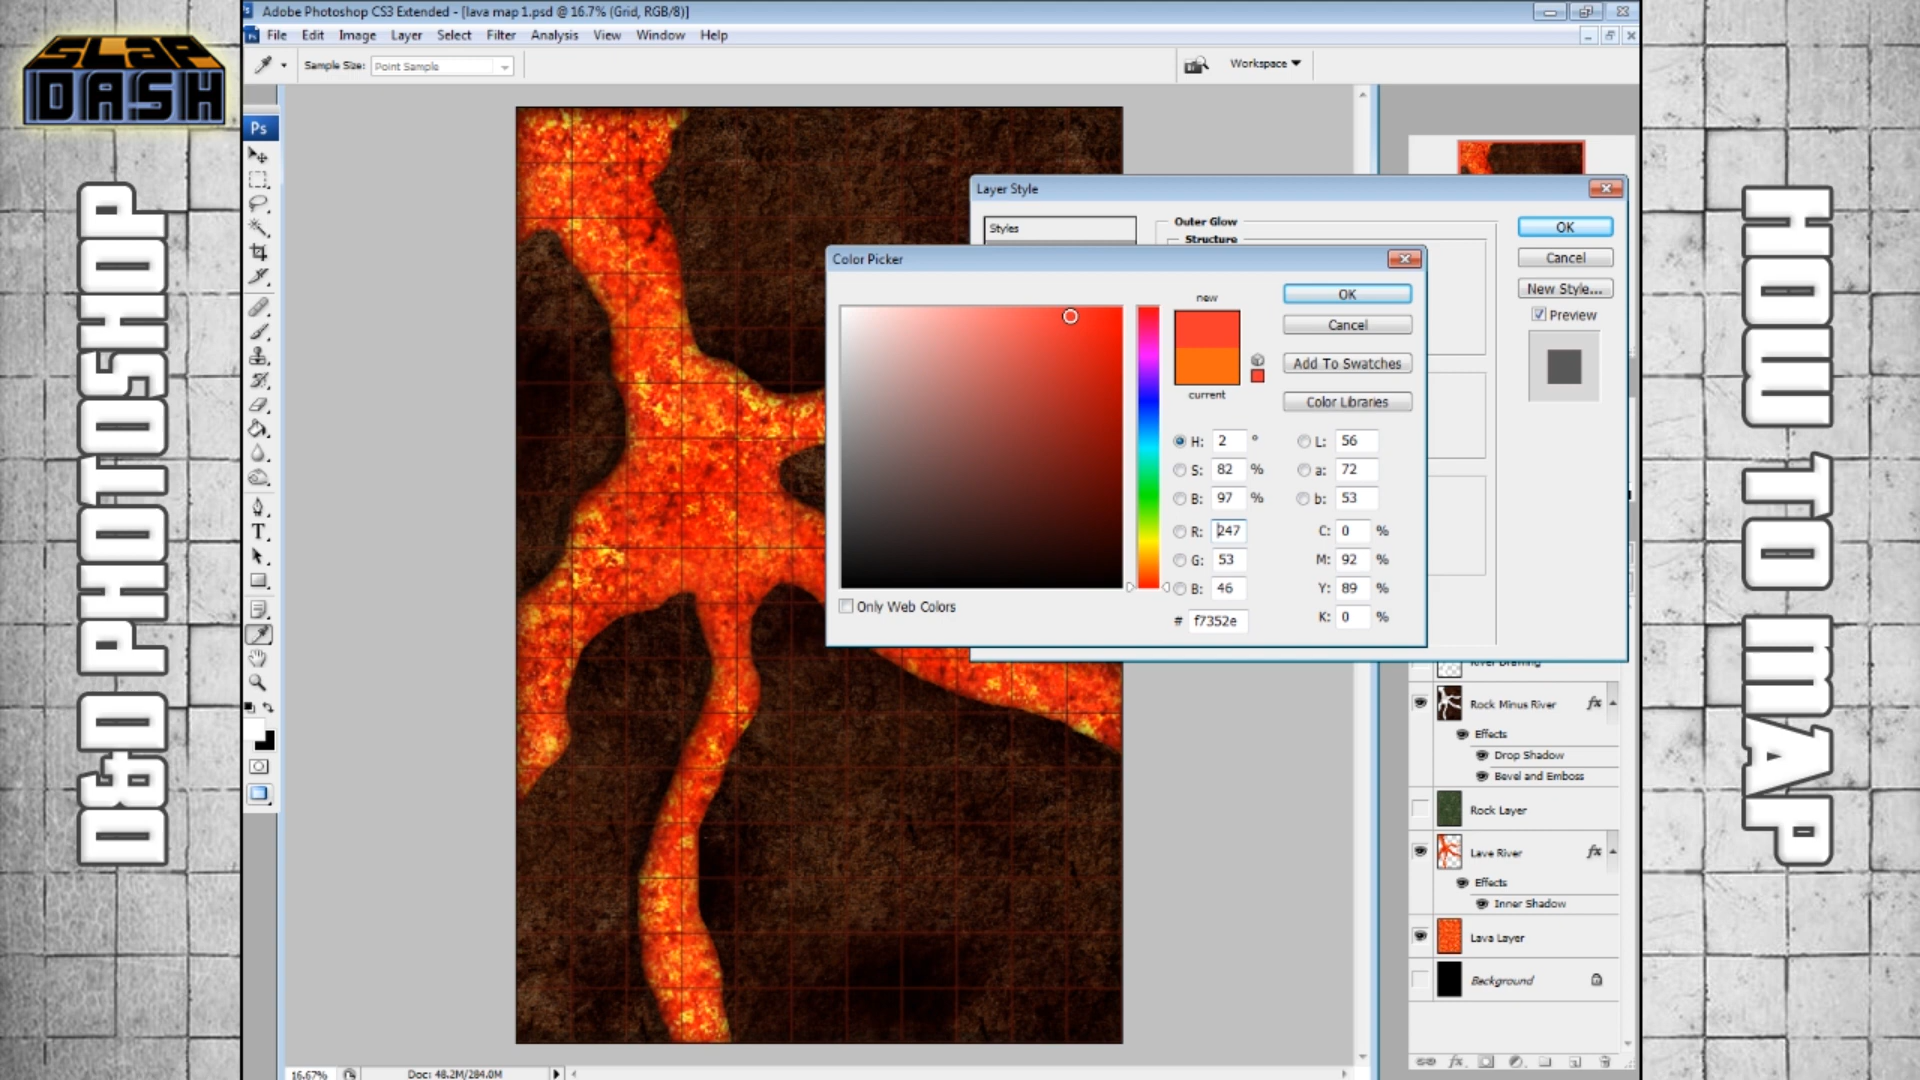 SLAP
DASH
D&D PHOTOSHOP
HOW TO MAP
Adobe Photoshop CS3 Extended - [lava map 1.psd @ 16.7% (Grid, RGB/8)]
File Edit Image Layer Select Filter Analysis View Window Help
Sample Size: Point Sample
Workspace
Ps
Layer Style
Styles
Outer Glow
Structure
OK
Cancel
New Style...
Preview
Color Picker
new
current
OK
Cancel
Add To Swatches
Color Libraries
H: 2 °
S: 82 %
B: 97 %
R: 247
G: 53
B: 46
# f7352e
L: 56
a: 72
b: 53
C: 0 %
M: 92 %
Y: 89 %
K: 0 %
Only Web Colors
River Drawing
Rock Minus River fx
Effects
Drop Shadow
Bevel and Emboss
Rock Layer
Lave River fx
Effects
Inner Shadow
Lava Layer
Background
16.67% Doc: 48.2M/284.0M